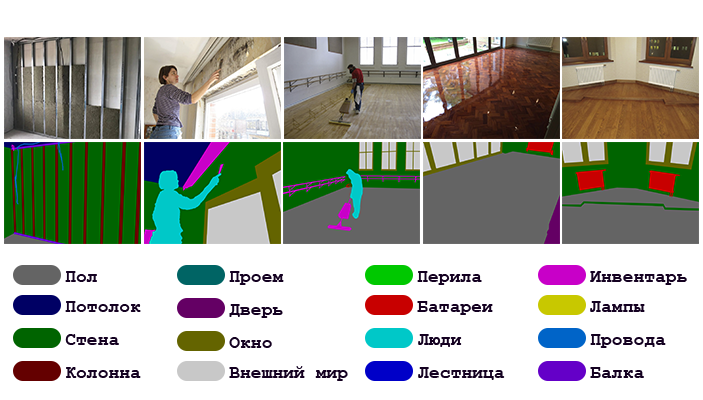 Пол Проем Перила Инвентарь
Потолок Дверь Батареи Лампы
Стена Окно Люди Провода
Колонна Внешний мир Лестница Балка